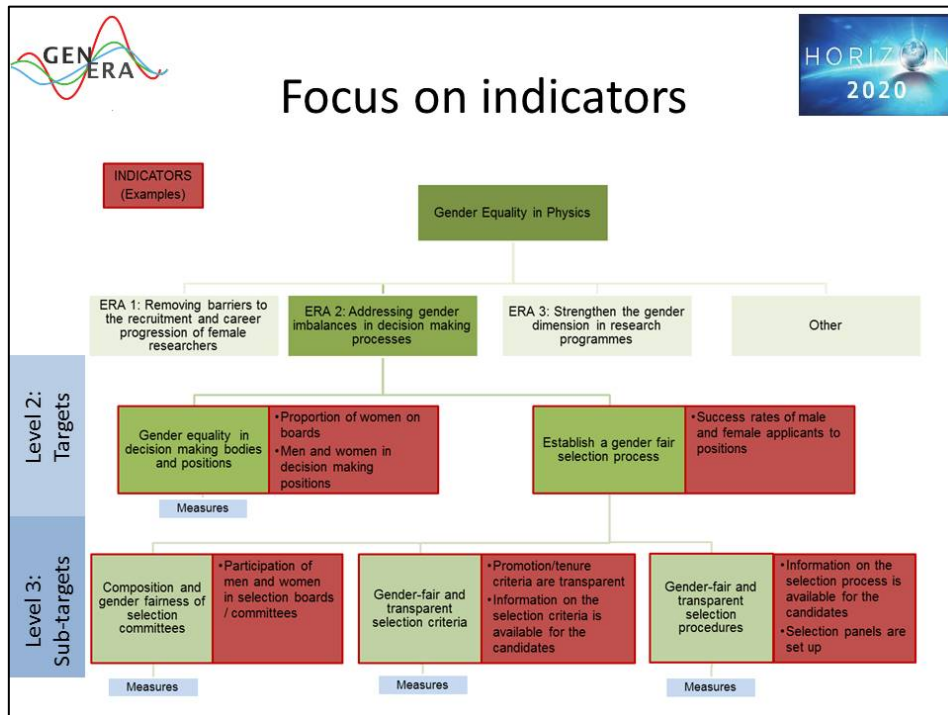 GEN
ERA
HORIZON
2020
Focus on indicators
INDICATORS
(Examples)
Gender Equality in Physics
ERA 1: Removing barriers to
the recruitment and career
progression of female
researchers
ERA 2: Addressing gender
imbalances in decision making
processes
ERA 3: Strengthen the gender
dimension in research
programmes
Other
Level 2:
Targets
Gender equality in
decision making bodies
and positions
•Proportion of women on
boards
•Men and women in
decision making
positions
Measures
Establish a gender fair
selection process
•Success rates of male
and female applicants to
positions
Level 3:
Sub-targets
Composition and
gender fairness of
selection committees
•Participation of
men and women in
selection boards
/ committees
Measures
Gender-fair and
transparent
selection criteria
•Promotion/tenure
criteria are transparent
•Information on the
selection criteria is
available for the
candidates
Measures
Gender-fair and
transparent
selection
procedures
•Information on
the selection
process is
available for the
candidates
•Selection panels are
set up
Measures